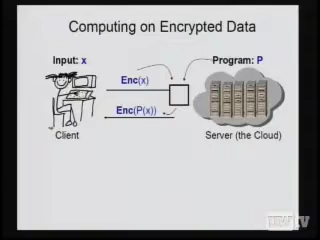 Computing on Encrypted Data
Input: x
Program: P
Enc(x)
Enc(P(x))
Client
Server (the Cloud)